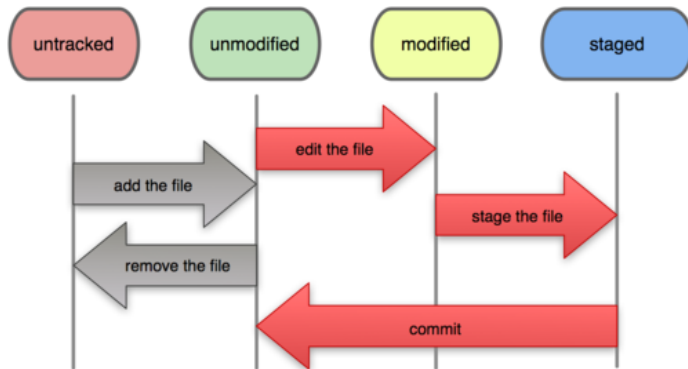 untracked
unmodified
modified
staged
edit the file
add the file
stage the file
remove the file
commit